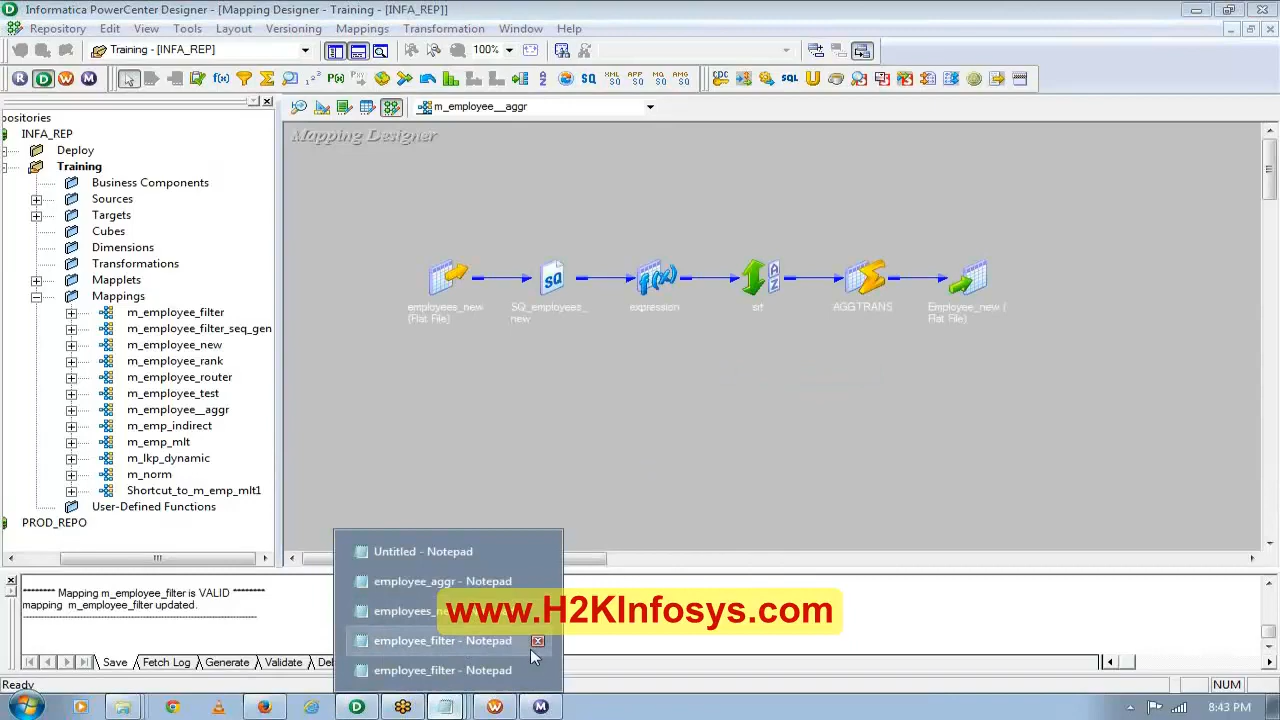 Informatica PowerCenter Designer - [Mapping Designer - Training - [INFA_REP]]
Repository Edit View Tools Layout Versioning Mappings Transformation Window Help
Training - [INFA_REP]
100%
m_employee__aggr
ositories
INFA_REP
Deploy
Training
Business Components
Sources
Targets
Cubes
Dimensions
Transformations
Mapplets
Mappings
m_employee_filter
m_employee_filter_seq_gen
m_employee_new
m_employee_rank
m_employee_router
m_employee_test
m_employee__aggr
m_emp_indirect
m_emp_mlt
m_lkp_dynamic
m_norm
Shortcut_to_m_emp_mlt1
User-Defined Functions
PROD_REPO
Mapping Designer
employees_new
(Flat File)
SQ_employees_
new
expression
srt
AGGTRANS
Employee_new (
Flat File)
******** Mapping m_employee_filter is VALID ********
mapping m_employee_filter updated.
Save Fetch Log Generate Validate
Untitled - Notepad
employee_aggr - Notepad
employees_ne
employee_filter - Notepad
employee_filter - Notepad
www.H2KInfosys.com
Ready
NUM
8:43 PM